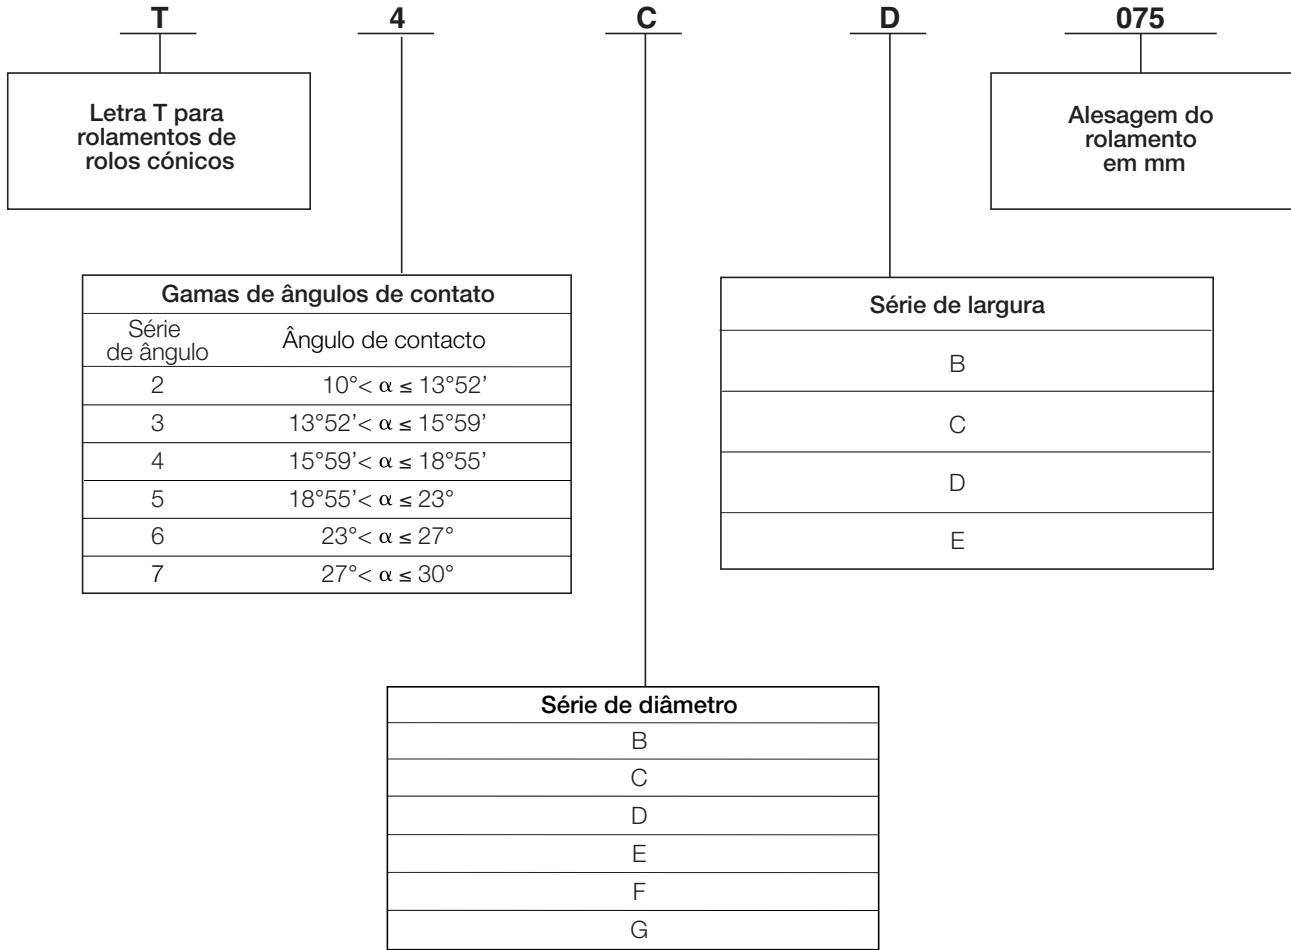 T 4 C D 075
Letra T para
rolamentos de
rolos cónicos
Alesagem do
rolamento
em mm
Gamas de ângulos de contato
Série
de ângulo
Ângulo de contacto
2 10°< α ≤ 13°52’
3 13°52’< α ≤ 15°59’
4 15°59’< α ≤ 18°55’
5 18°55’< α ≤ 23°
6 23°< α ≤ 27°
7 27°< α ≤ 30°
Série de largura
B
C
D
E
Série de diâmetro
B
C
D
E
F
G